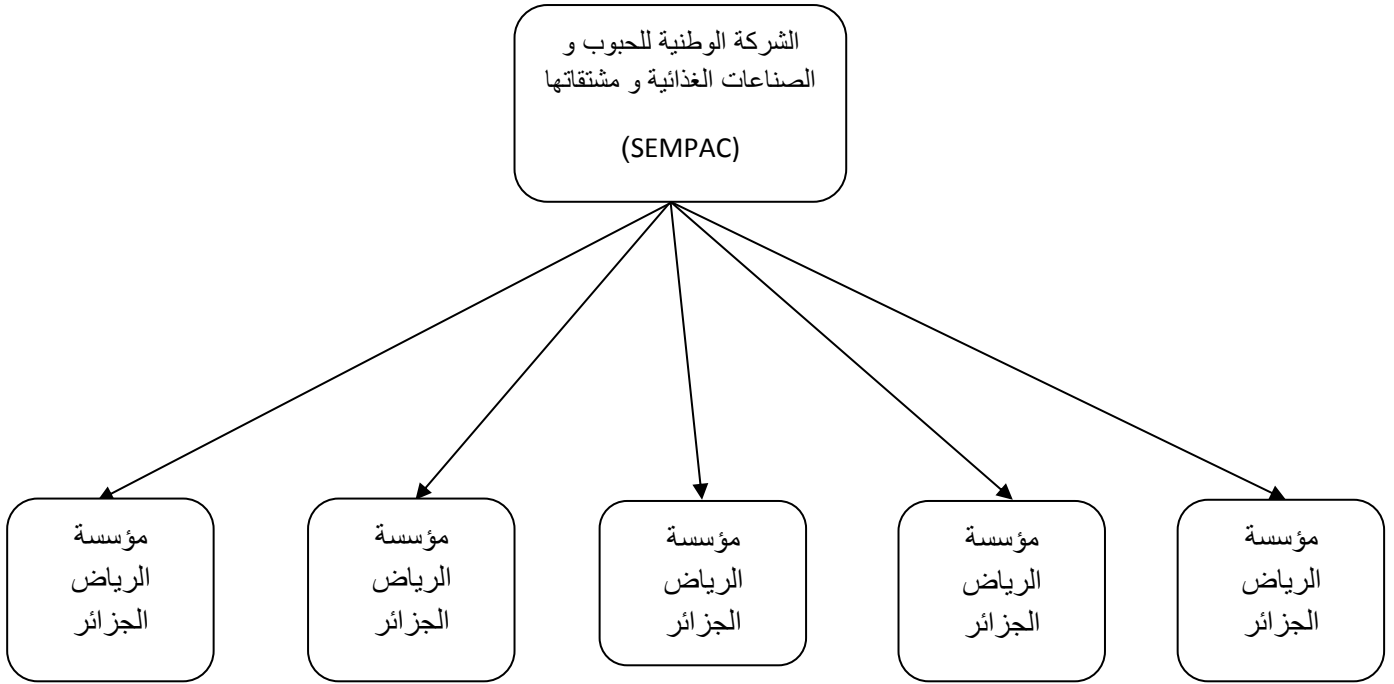 الشركة الوطنية للحبوب و
الصناعات الغذائية و مشتقاتها
(SEMPAC)
مؤسسة
الرياض
الجزائر
مؤسسة
الرياض
الجزائر
مؤسسة
الرياض
الجزائر
مؤسسة
الرياض
الجزائر
مؤسسة
الرياض
الجزائر